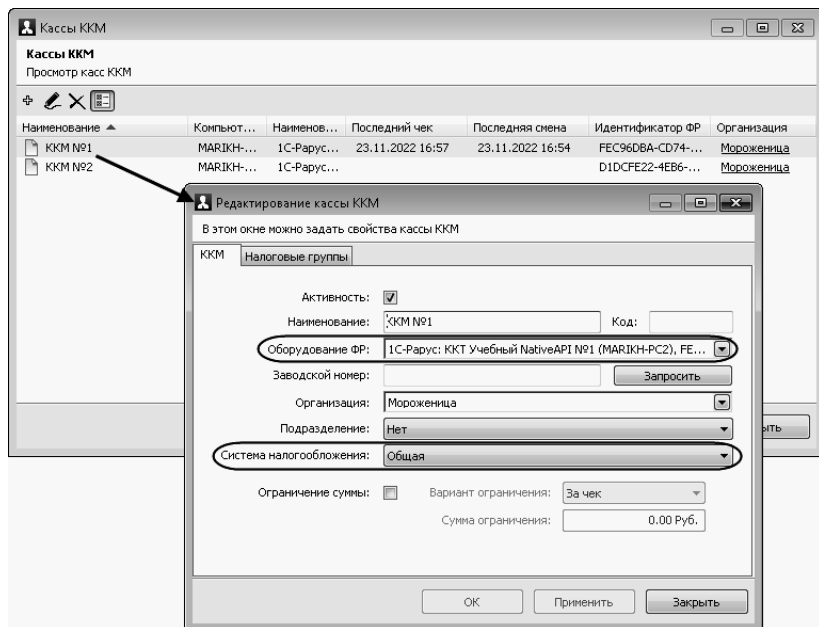 Кассы ККМ
Кассы ККМ
Просмотр касс ККМ
Наименование Компьют... Наименов... Последний чек Последняя смена Идентификатор ФР Организация
ККМ №1 MARIKH-... 1С-Рарус... 23.11.2022 16:57 23.11.2022 16:54 FEC96DBA-CD74-... Мороженица
ККМ №2 MARIKH-... 1С-Рарус... D1DCFE22-4EB6-... Мороженица
Редактирование кассы ККМ
В этом окне можно задать свойства кассы ККМ
ККМ Налоговые группы
Активность:
Наименование: ККМ №1 Код:
Оборудование ФР: 1С-Рарус: ККТ Учебный NativeAPI №1 (MARIKH-PC2), FE...
Заводской номер: Запросить
Организация: Мороженица
Подразделение: Нет
ыть
Система налогообложения: Общая
Ограничение суммы: Вариант ограничения: За чек
Сумма ограничения: 0.00 Руб.
ОК Применить Закрыть